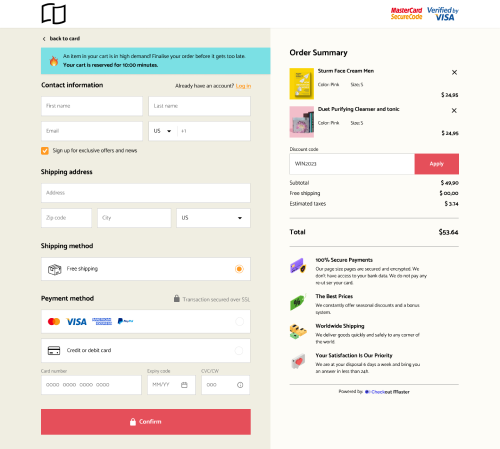 MasterCard
SecureCode
Verified by
VISA
back to card
An item in your cart is in high demand! Finalise your order before it gets too late.
Your cart is reserved for 10:00 minutes.
Contact information
Already have an account? Log In
First name
Last name
Email
US
+1
Sign up for exclusive offers and news
Shipping address
Address
Zip code
City
US
Shipping method
Free shipping
Payment method
Transaction secured over SSL
VISA
AMERICAN EXPRESS
PayPal
Credit or debit card
Card number
Expiry code
CVC/CVV
0000 0000 0000 0000
MM/YY
000
Confirm
Order Summary
Sturm Face Cream Men
Color: Pink
Size: S
$ 24,95
Duet Purifying Cleanser and tonic
Color: Pink
Size: S
$ 24,95
Discount code
WIN2021
Apply
Subtotal
$ 49,90
Free shipping
$ 00,00
Estimated taxes
$ 3.74
Total
$53.64
100% Secure Payments
Our page size pages are secured and encrypted. We
don't have access to your bank data. We do not pay any
re ut ser your card.
The Best Prices
We constantly offer seasonal discounts and a bonus
system.
Worldwide Shipping
We deliver goods quickly and safely to any corner of
the world.
Your Satisfaction Is Our Priority
We are at your disposal 6 days a week and bring you
an answer in less than 24h.
Powered by
Checkout Master